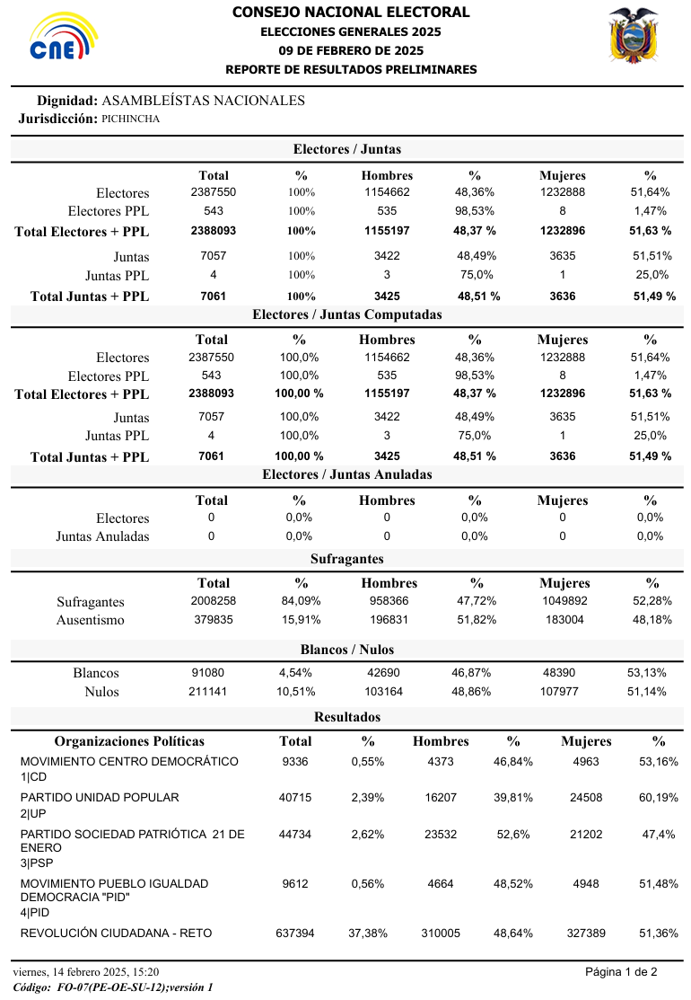 CNE
CONSEJO NACIONAL ELECTORAL
ELECCIONES GENERALES 2025
09 DE FEBRERO DE 2025
REPORTE DE RESULTADOS PRELIMINARES
Dignidad: ASAMBLEÍSTAS NACIONALES
Jurisdicción: PICHINCHA
Electores / Juntas
Total % Hombres % Mujeres %
Electores 2387550 100% 1154662 48,36% 1232888 51,64%
Electores PPL 543 100% 535 98,53% 8 1,47%
Total Electores + PPL 2388093 100% 1155197 48,37 % 1232896 51,63 %
Juntas 7057 100% 3422 48,49% 3635 51,51%
Juntas PPL 4 100% 3 75,0% 1 25,0%
Total Juntas + PPL 7061 100% 3425 48,51 % 3636 51,49 %
Electores / Juntas Computadas
Total % Hombres % Mujeres %
Electores 2387550 100,0% 1154662 48,36% 1232888 51,64%
Electores PPL 543 100,0% 535 98,53% 8 1,47%
Total Electores + PPL 2388093 100,00 % 1155197 48,37 % 1232896 51,63 %
Juntas 7057 100,0% 3422 48,49% 3635 51,51%
Juntas PPL 4 100,0% 3 75,0% 1 25,0%
Total Juntas + PPL 7061 100,00 % 3425 48,51 % 3636 51,49 %
Electores / Juntas Anuladas
Total % Hombres % Mujeres %
Electores 0 0,0% 0 0,0% 0 0,0%
Juntas Anuladas 0 0,0% 0 0,0% 0 0,0%
Sufragantes
Total % Hombres % Mujeres %
Sufragantes 2008258 84,09% 958366 47,72% 1049892 52,28%
Ausentismo 379835 15,91% 196831 51,82% 183004 48,18%
Blancos / Nulos
Blancos 91080 4,54% 42690 46,87% 48390 53,13%
Nulos 211141 10,51% 103164 48,86% 107977 51,14%
Resultados
Organizaciones Políticas Total % Hombres % Mujeres %
MOVIMIENTO CENTRO DEMOCRÁTICO 9336 0,55% 4373 46,84% 4963 53,16%
1|CD
PARTIDO UNIDAD POPULAR 40715 2,39% 16207 39,81% 24508 60,19%
2|UP
PARTIDO SOCIEDAD PATRIÓTICA 21 DE 44734 2,62% 23532 52,6% 21202 47,4%
ENERO
3|PSP
MOVIMIENTO PUEBLO IGUALDAD 9612 0,56% 4664 48,52% 4948 51,48%
DEMOCRACIA "PID"
4|PID
REVOLUCIÓN CIUDADANA - RETO 637394 37,38% 310005 48,64% 327389 51,36%
viernes, 14 febrero 2025, 15:20 Página 1 de 2
Código: FO-07(PE-OE-SU-12);versión 1